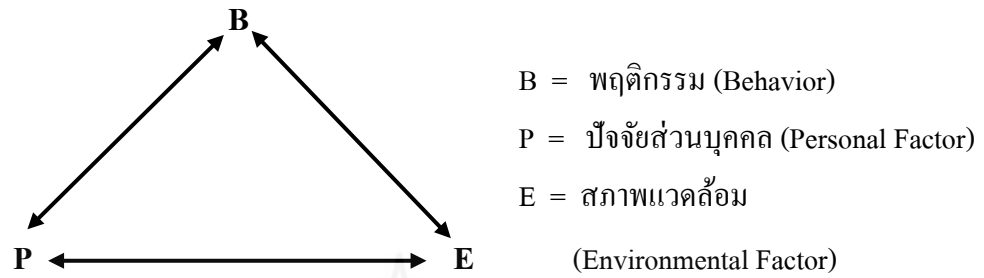 B
B = พฤติกรรม (Behavior)
P = ปัจจัยส่วนบุคคล (Personal Factor)
E = สภาพแวดล้อม
P E (Environmental Factor)